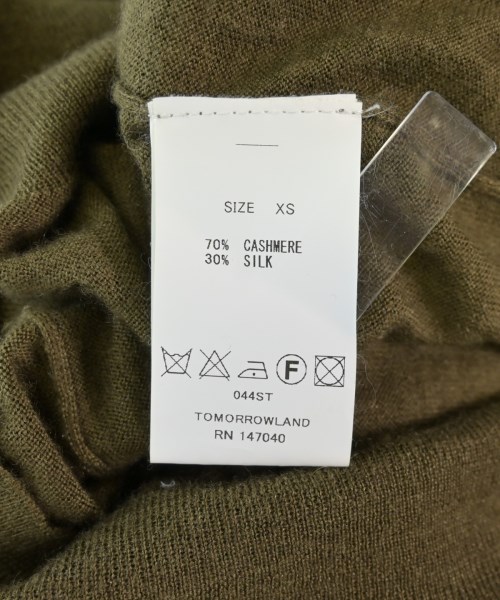 SIZE XS
70% CASHMERE
30% SILK
F
044ST
TOMORROWLAND
RN 147040